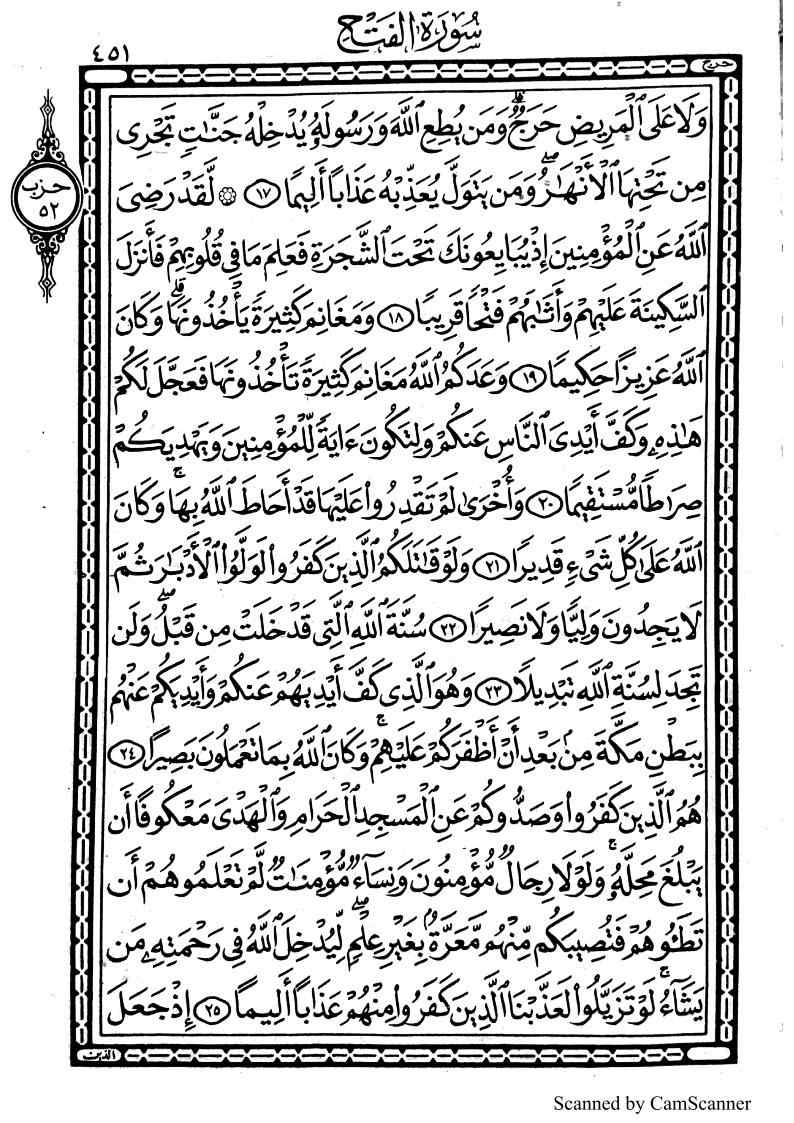 سُورَةُ الفَتْحِ
٤٥١
حرج
حزب
٥٢
وَلَا عَلَى ٱلْمَرِيضِ حَرَجٌۗ وَمَن يُطِعِ ٱللَّهَ وَرَسُولَهُۥ يُدْخِلْهُ جَنَّٰتٍ تَجْرِى
مِن تَحْتِهَا ٱلْأَنْهَٰرُۖ وَمَن يَتَوَلَّ يُعَذِّبْهُ عَذَابًا أَلِيمًا ١٧ ۞ لَّقَدْ رَضِىَ
ٱللَّهُ عَنِ ٱلْمُؤْمِنِينَ إِذْ يُبَايِعُونَكَ تَحْتَ ٱلشَّجَرَةِ فَعَلِمَ مَا فِى قُلُوبِهِمْ فَأَنزَلَ
ٱلسَّكِينَةَ عَلَيْهِمْ وَأَثَٰبَهُمْ فَتْحًا قَرِيبًا ١٨ وَمَغَانِمَ كَثِيرَةً يَأْخُذُونَهَاۗ وَكَانَ
ٱللَّهُ عَزِيزًا حَكِيمًا ١٩ وَعَدَكُمُ ٱللَّهُ مَغَانِمَ كَثِيرَةً تَأْخُذُونَهَا فَعَجَّلَ لَكُمْ
هَٰذِهِۦ وَكَفَّ أَيْدِىَ ٱلنَّاسِ عَنكُمْ وَلِتَكُونَ ءَايَةً لِّلْمُؤْمِنِينَ وَيَهْدِيَكُمْ
صِرَٰطًا مُّسْتَقِيمًا ٢٠ وَأُخْرَىٰ لَمْ تَقْدِرُوا۟ عَلَيْهَا قَدْ أَحَاطَ ٱللَّهُ بِهَاۚ وَكَانَ
ٱللَّهُ عَلَىٰ كُلِّ شَىْءٍ قَدِيرًا ٢١ وَلَوْ قَٰتَلَكُمُ ٱلَّذِينَ كَفَرُوا۟ لَوَلَّوُا۟ ٱلْأَدْبَٰرَ ثُمَّ
لَا يَجِدُونَ وَلِيًّا وَلَا نَصِيرًا ٢٢ سُنَّةَ ٱللَّهِ ٱلَّتِى قَدْ خَلَتْ مِن قَبْلُۖ وَلَن
تَجِدَ لِسُنَّةِ ٱللَّهِ تَبْدِيلًا ٢٣ وَهُوَ ٱلَّذِى كَفَّ أَيْدِيَهُمْ عَنكُمْ وَأَيْدِيَكُمْ عَنْهُم
بِبَطْنِ مَكَّةَ مِنۢ بَعْدِ أَنْ أَظْفَرَكُمْ عَلَيْهِمْۚ وَكَانَ ٱللَّهُ بِمَا تَعْمَلُونَ بَصِيرًا ٢٤
هُمُ ٱلَّذِينَ كَفَرُوا۟ وَصَدُّوكُمْ عَنِ ٱلْمَسْجِدِ ٱلْحَرَامِ وَٱلْهَدْىَ مَعْكُوفًا أَن
يَبْلُغَ مَحِلَّهُۥۚ وَلَوْلَا رِجَالٌ مُّؤْمِنُونَ وَنِسَآءٌ مُّؤْمِنَٰتٌ لَّمْ تَعْلَمُوهُمْ أَن
تَطَـُٔوهُمْ فَتُصِيبَكُم مِّنْهُم مَّعَرَّةٌۢ بِغَيْرِ عِلْمٍۖ لِّيُدْخِلَ ٱللَّهُ فِى رَحْمَتِهِۦ مَن
يَشَآءُۚ لَوْ تَزَيَّلُوا۟ لَعَذَّبْنَا ٱلَّذِينَ كَفَرُوا۟ مِنْهُمْ عَذَابًا أَلِيمًا ٢٥ إِذْ جَعَلَ
الذين
Scanned by CamScanner